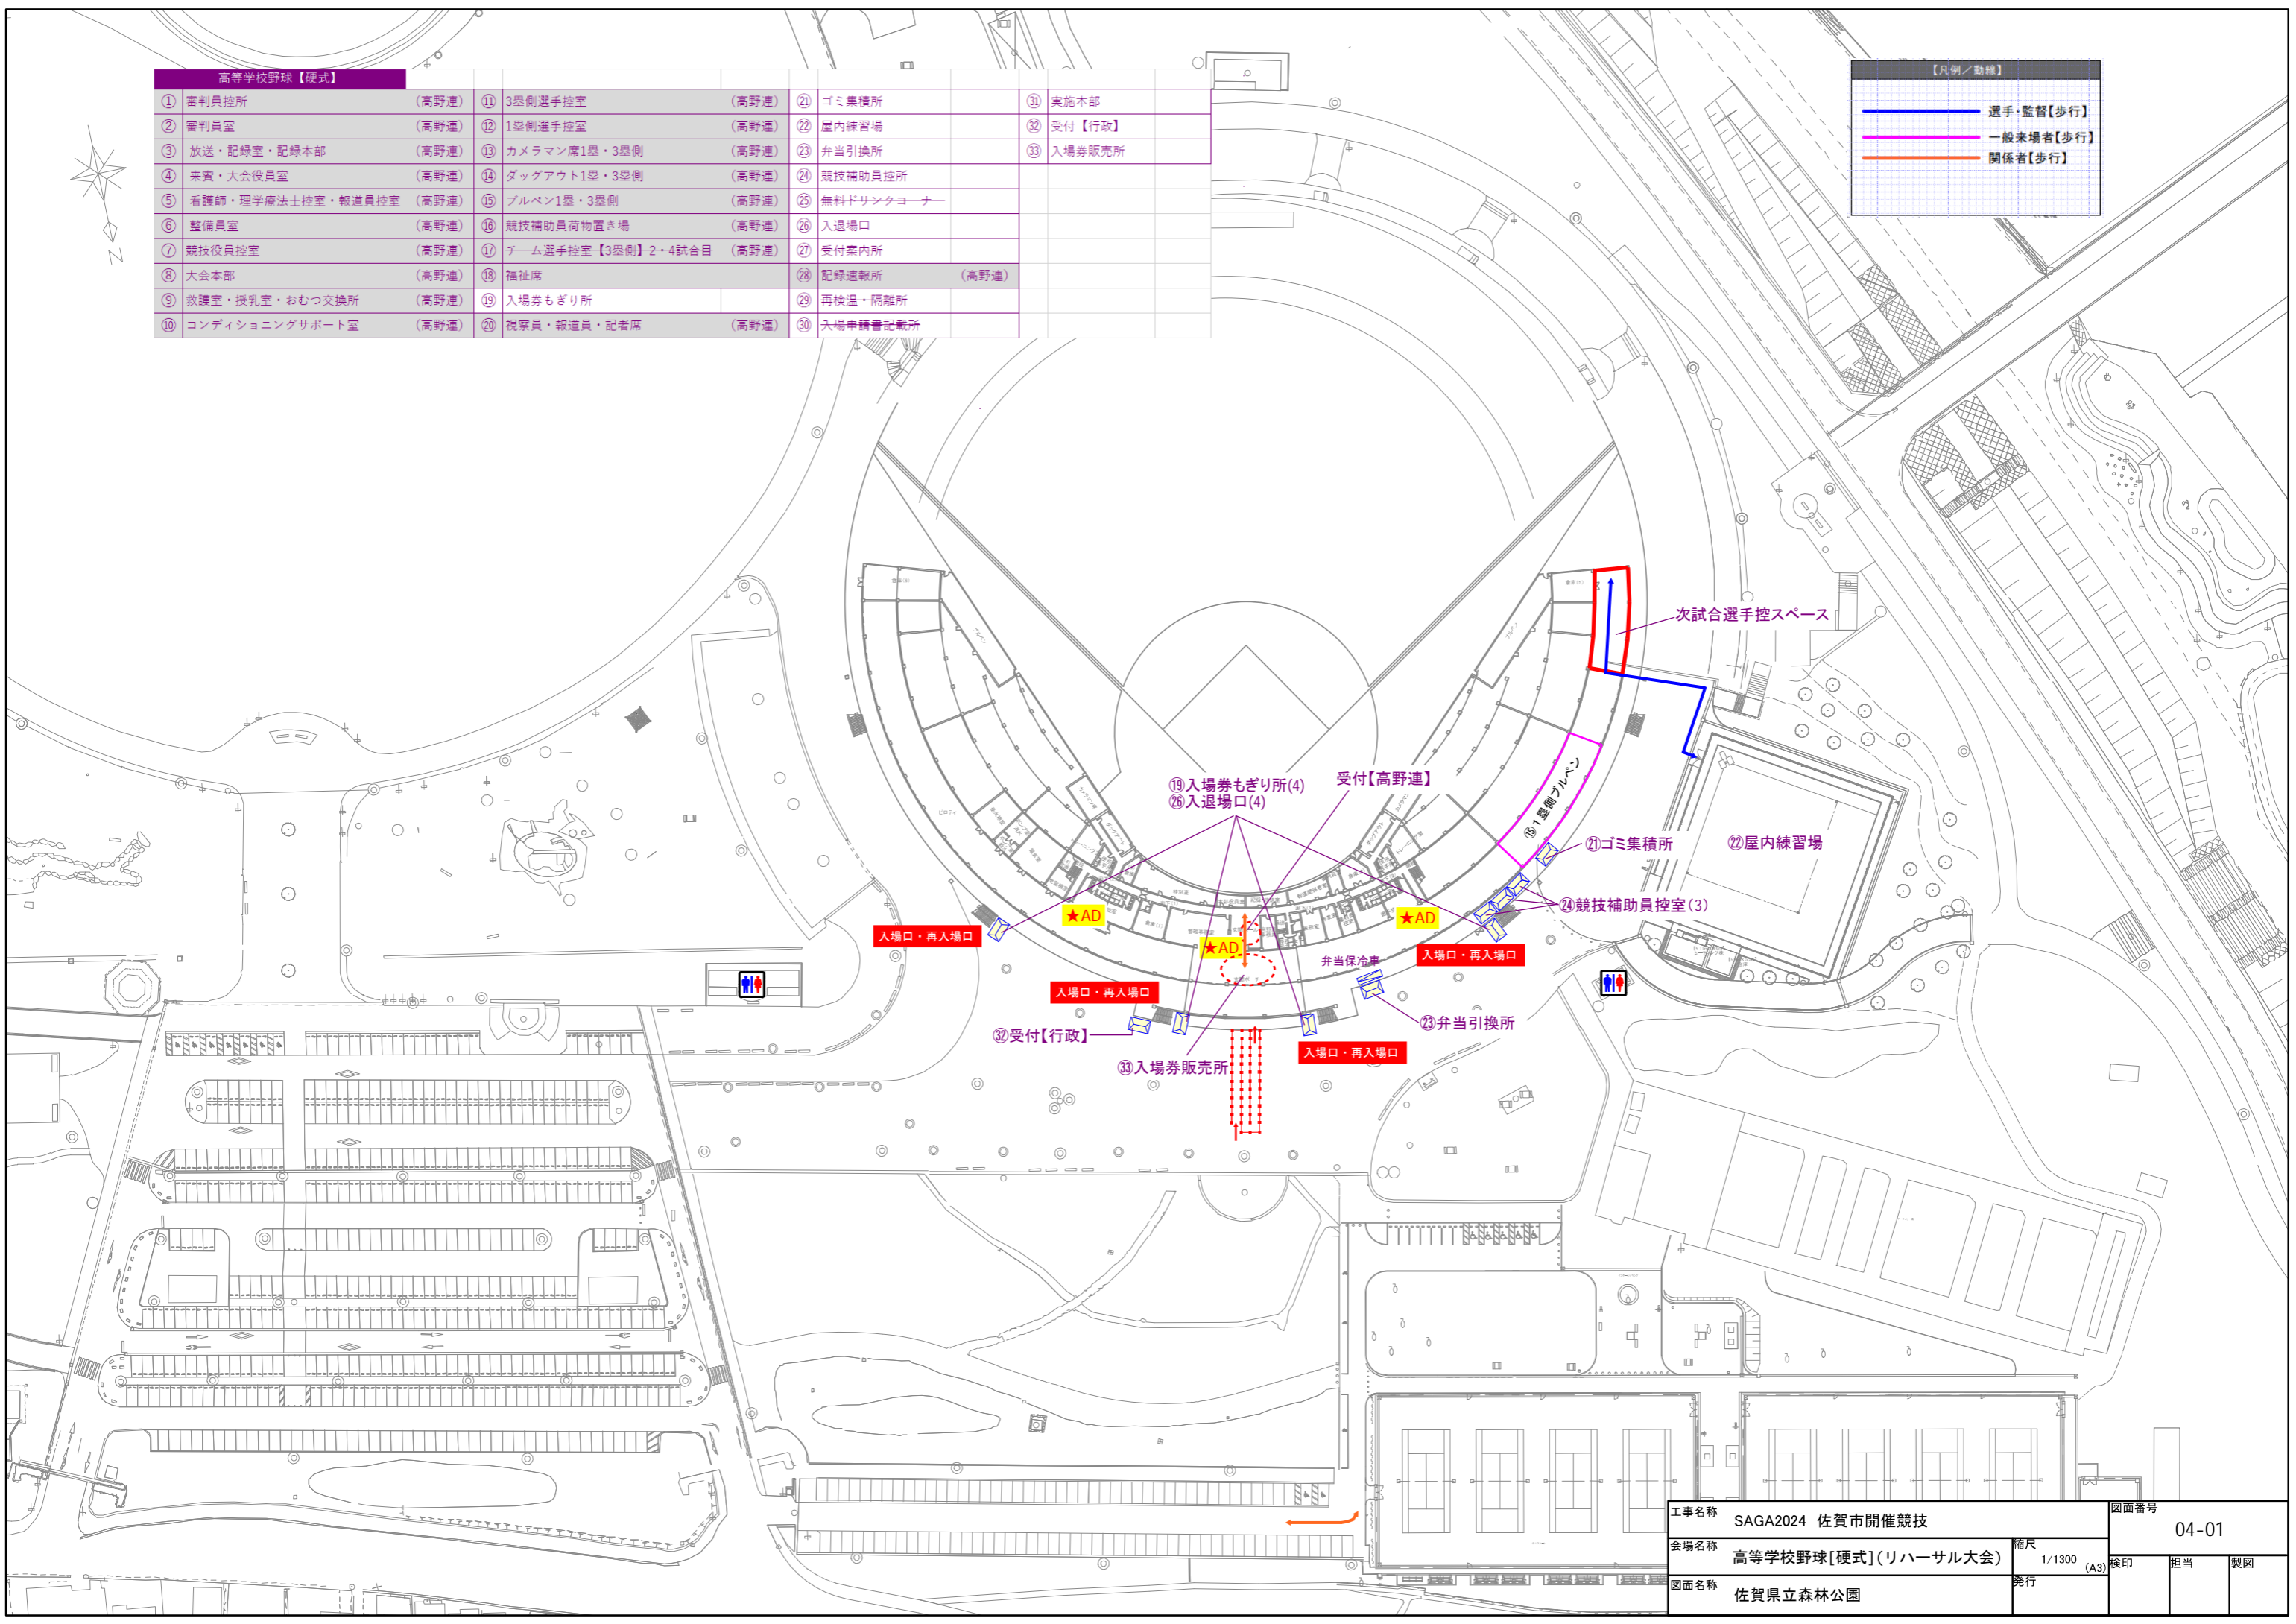 高等学校野球【硬式】
① 審判員控所 (高野連) ⑪ 3塁側選手控室 (高野連) ㉑ ゴミ集積所 ㉛ 実施本部
② 審判員室 (高野連) ⑫ 1塁側選手控室 (高野連) ㉒ 屋内練習場 ㉜ 受付【行政】
③ 放送・記録室・記録本部 (高野連) ⑬ カメラマン席1塁・3塁側 (高野連) ㉓ 弁当引換所 ㉝ 入場券販売所
④ 来賓・大会役員室 (高野連) ⑭ ダッグアウト1塁・3塁側 (高野連) ㉔ 競技補助員控所
⑤ 看護師・理学療法士控室・報道員控室 (高野連) ⑮ ブルペン1塁・3塁側 (高野連) ㉕ 無料ドリンクコーナー
⑥ 整備員室 (高野連) ⑯ 競技補助員荷物置き場 (高野連) ㉖ 入退場口
⑦ 競技役員控室 (高野連) ⑰ チーム選手控室【3塁側】2・4試合目 (高野連) ㉗ 受付案内所
⑧ 大会本部 (高野連) ⑱ 福祉席 ㉘ 記録速報所 (高野連)
⑨ 救護室・授乳室・おむつ交換所 (高野連) ⑲ 入場券もぎり所 ㉙ 再検温・隔離所
⑩ コンディショニングサポート室 (高野連) ⑳ 視察員・報道員・記者席 (高野連) ㉚ 入場申請書記載所
【凡例／動線】
選手・監督【歩行】
一般来場者【歩行】
関係者【歩行】
N
次試合選手控スペース
ブルペン
ブルペン
⑲入場券もぎり所(4)
㉖入退場口(4)
受付【高野連】
⑮1塁側ブルペン
㉑ゴミ集積所
㉒屋内練習場
㉔競技補助員控室(3)
★AD
★AD
★AD
入場口・再入場口
入場口・再入場口
弁当保冷車
入場口・再入場口
㉓弁当引換所
㉜受付【行政】
入場口・再入場口
㉝入場券販売所
工事名称 SAGA2024 佐賀市開催競技
図面番号 04-01
会場名称 高等学校野球[硬式](リハーサル大会)
縮尺 1/1300 (A3)
検印 担当 製図
図面名称 佐賀県立森林公園
発行